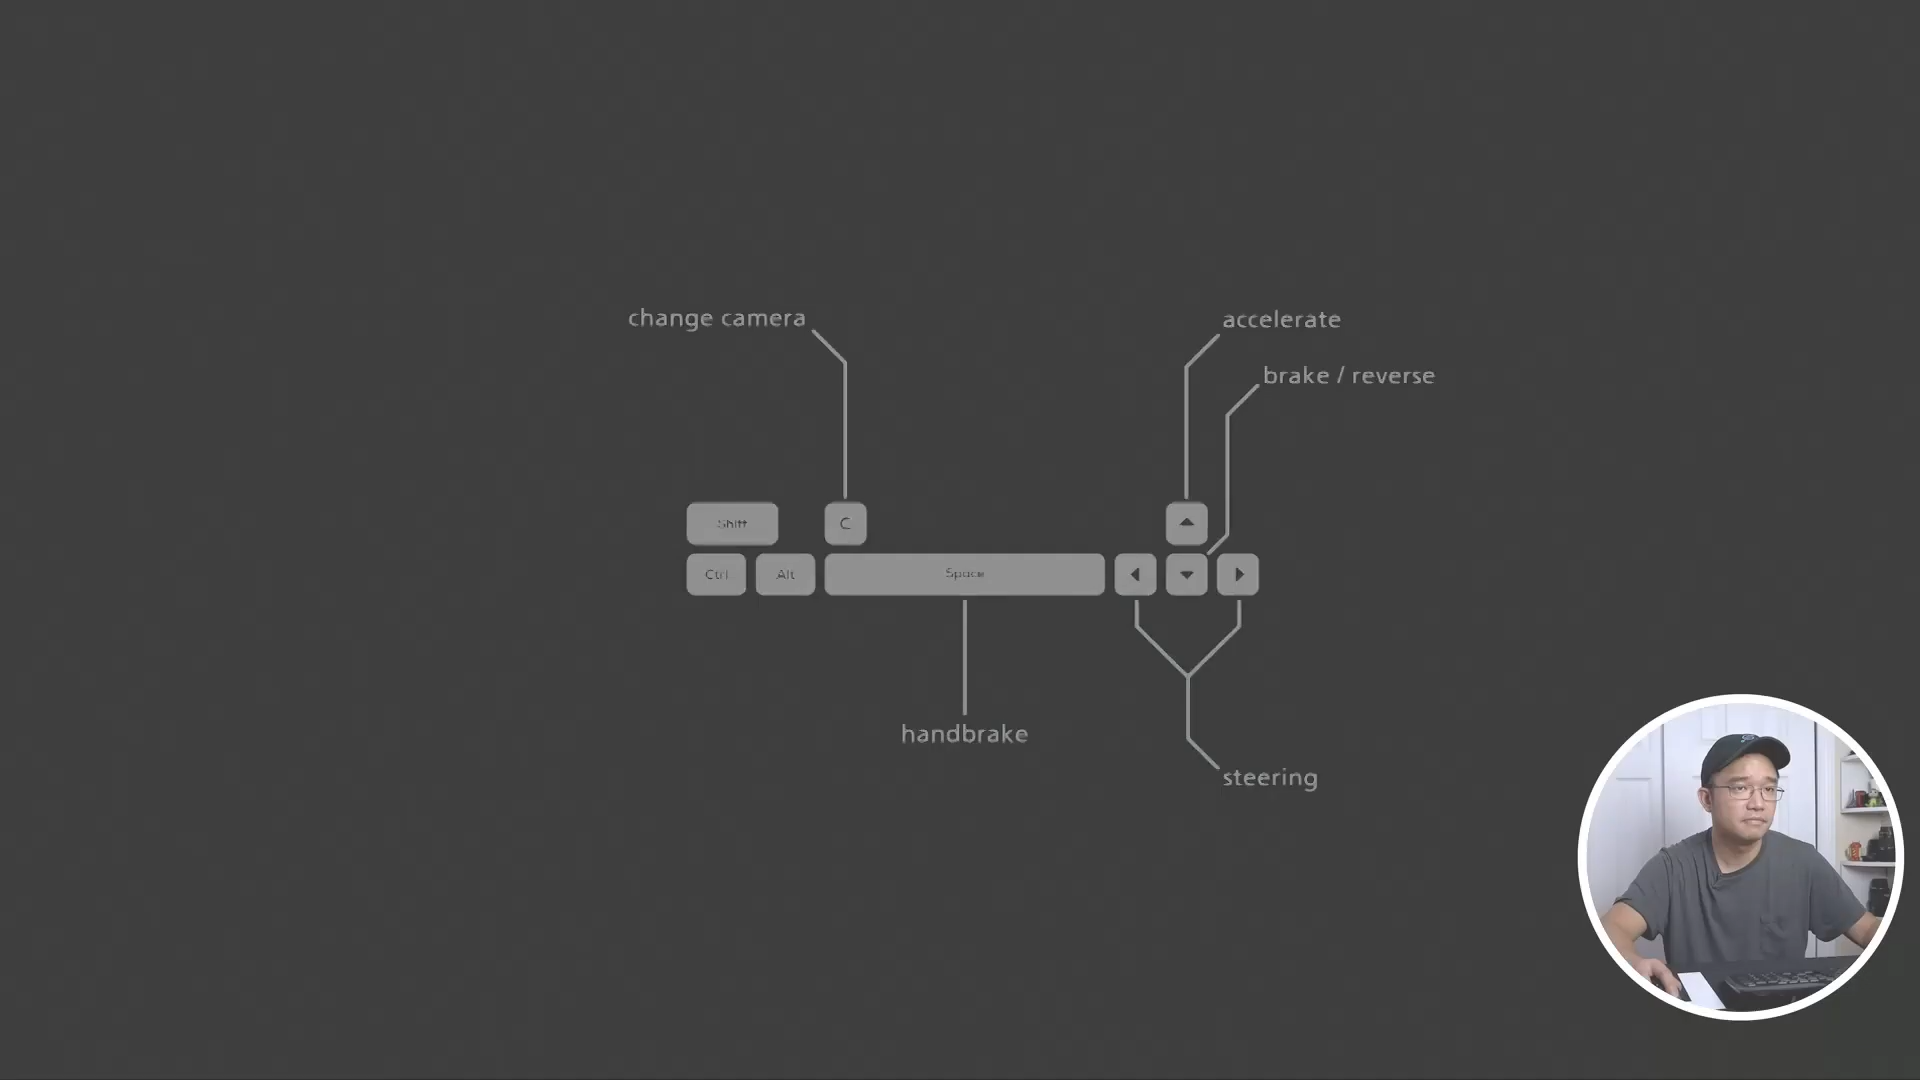 change camera
accelerate
brake / reverse
Shift
C
Ctrl
Alt
Space
handbrake
steering